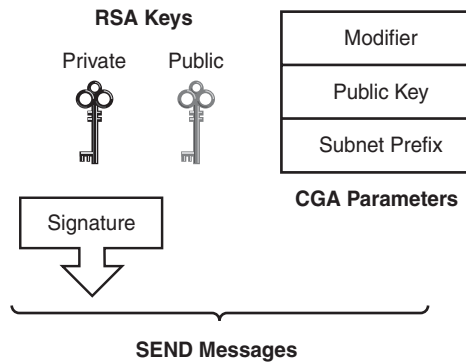 RSA Keys
Private
Public
Modifier
Public Key
Subnet Prefix
CGA Parameters
Signature
SEND Messages